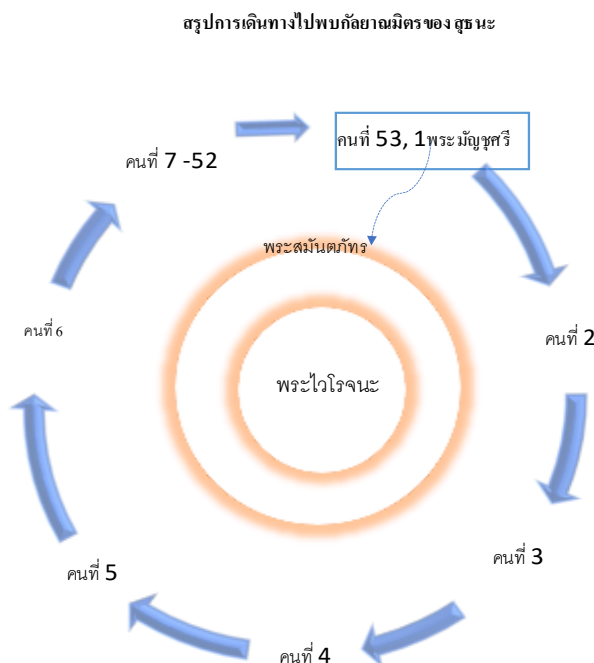 สรุปการเดินทางไปพบกัลยาณมิตรของสุธนะ
คนที่ 53, 1พระมัญชุศรี
คนที่ 7 -52
พระสมันตภัทร
คนที่ 2
คนที่ 6
พระไวโรจนะ
คนที่ 3
คนที่ 5
คนที่ 4